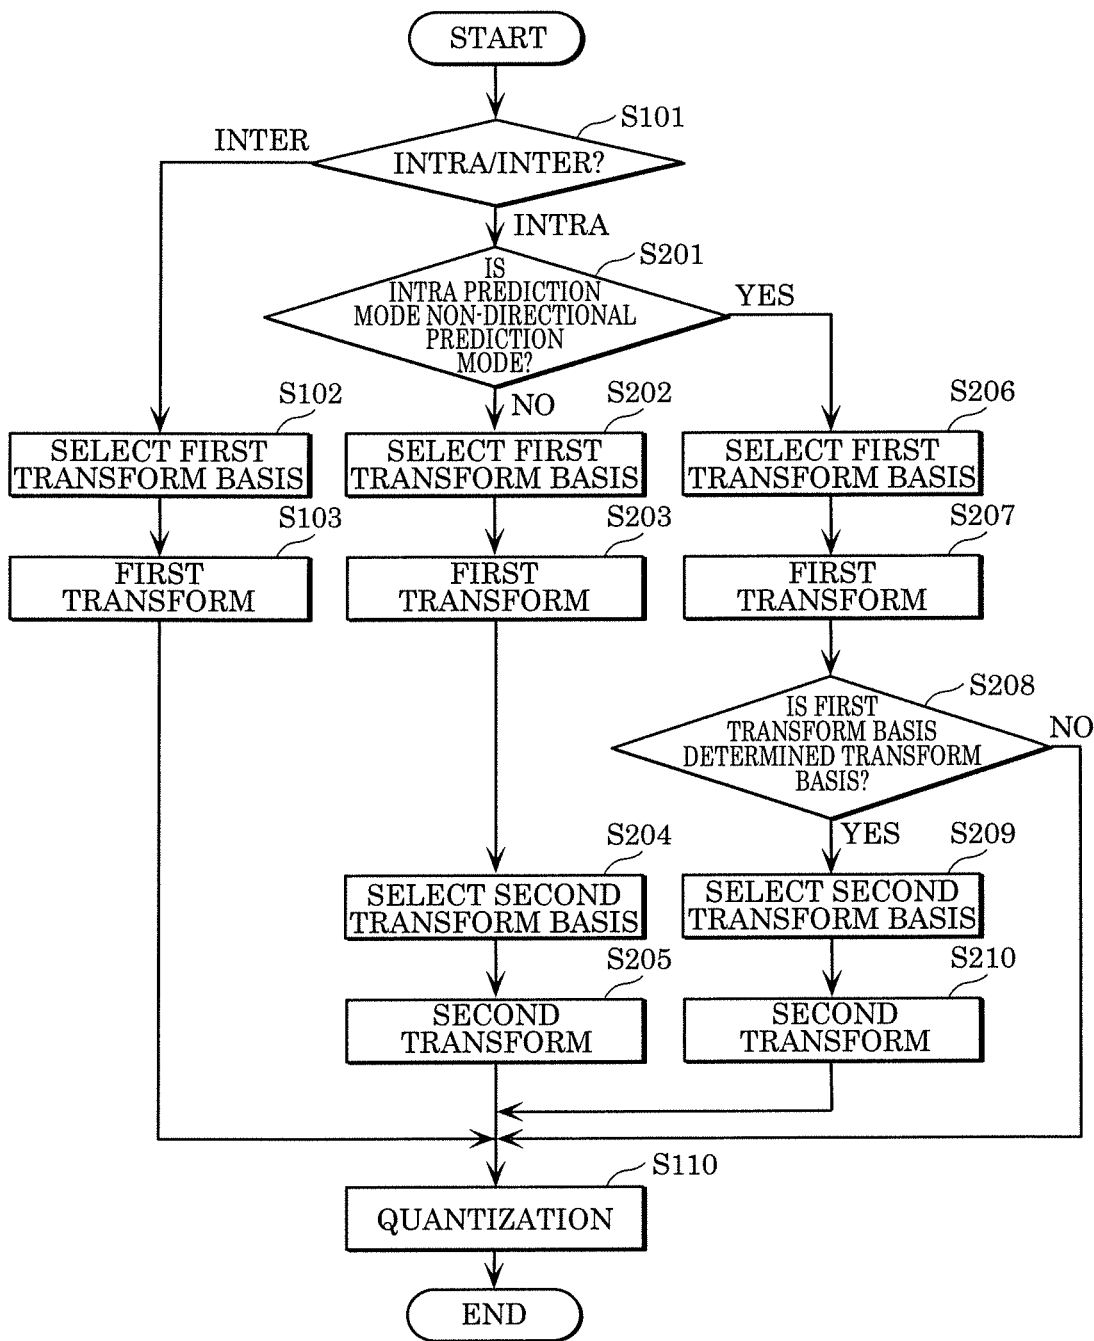 START
S101
INTER
INTRA/INTER?
INTRA
S201
IS
INTRA PREDICTION
MODE NON-DIRECTIONAL
PREDICTION
MODE?
YES
NO
S102
SELECT FIRST
TRANSFORM BASIS
S202
SELECT FIRST
TRANSFORM BASIS
S206
SELECT FIRST
TRANSFORM BASIS
S103
FIRST
TRANSFORM
S203
FIRST
TRANSFORM
S207
FIRST
TRANSFORM
S208
IS FIRST
TRANSFORM BASIS
DETERMINED TRANSFORM
BASIS?
NO
YES
S204
SELECT SECOND
TRANSFORM BASIS
S209
SELECT SECOND
TRANSFORM BASIS
S205
SECOND
TRANSFORM
S210
SECOND
TRANSFORM
S110
QUANTIZATION
END